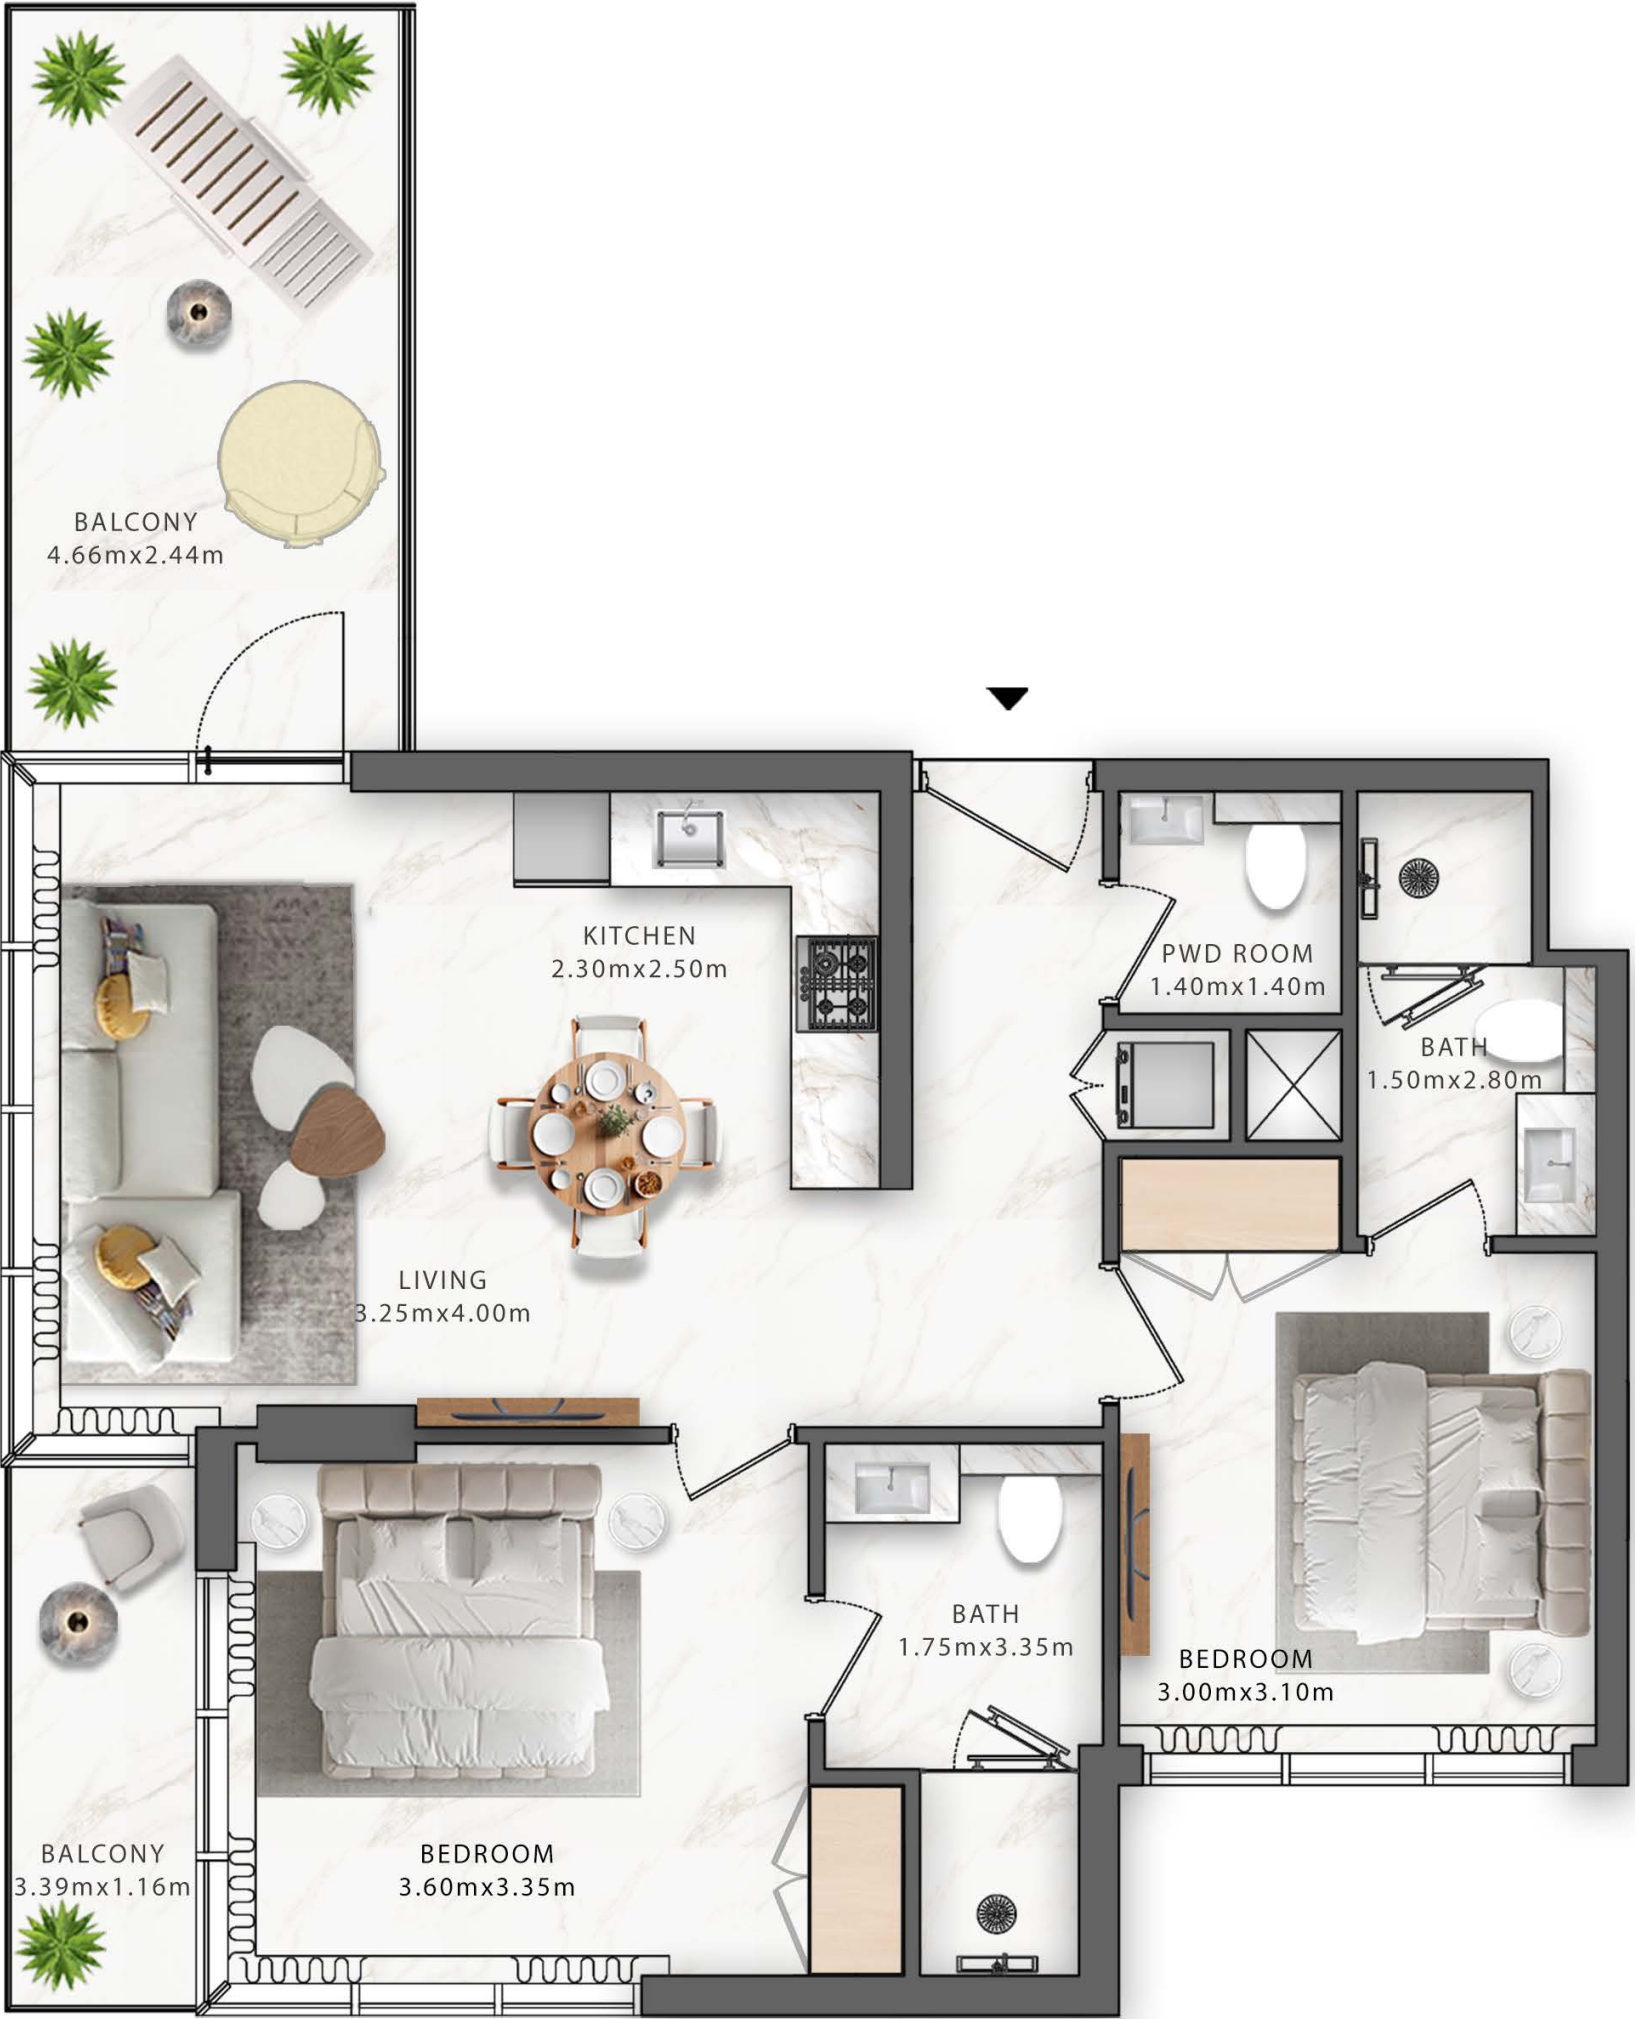 BALCONY
4.66mx2.44m
KITCHEN
2.30mx2.50m
PWD ROOM
1.40mx1.40m
BATH
1.50mx2.80m
LIVING
3.25mx4.00m
BATH
1.75mx3.35m
BEDROOM
3.00mx3.10m
BALCONY
3.39mx1.16m
BEDROOM
3.60mx3.35m